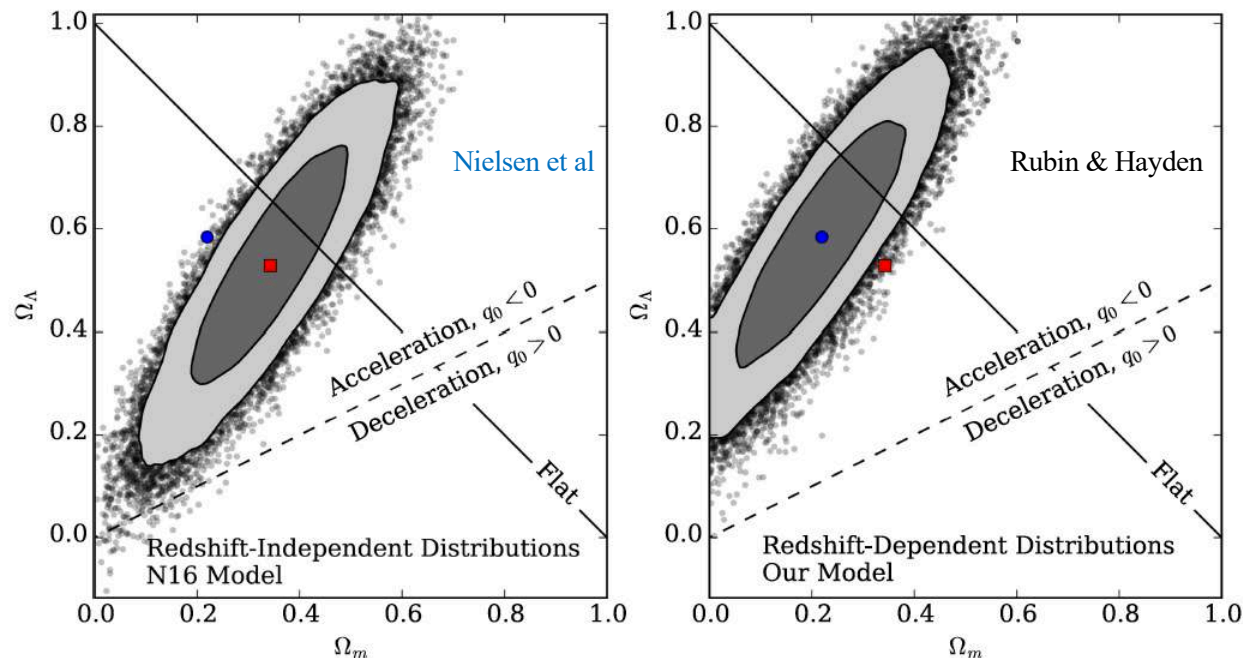 1.0
0.8
0.6
0.4
0.2
0.0
Ω_Λ
Nielsen et al
Acceleration, q₀ < 0
Deceleration, q₀ > 0
Flat
Redshift-Independent Distributions
N16 Model
0.0 0.2 0.4 0.6 0.8 1.0
Ω_m
1.0
0.8
0.6
0.4
0.2
0.0
Ω_Λ
Rubin & Hayden
Acceleration, q₀ < 0
Deceleration, q₀ > 0
Flat
Redshift-Dependent Distributions
Our Model
0.0 0.2 0.4 0.6 0.8 1.0
Ω_m